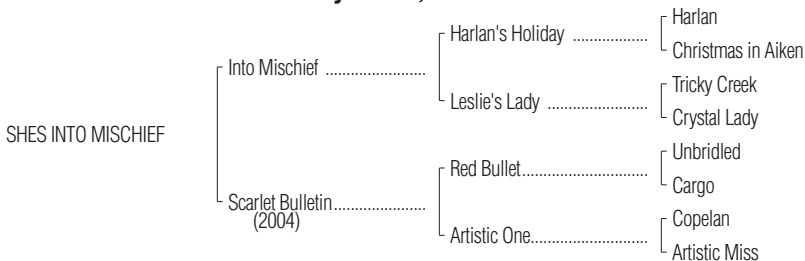 Harlan
Harlan's Holiday ..................
Christmas in Aiken
Into Mischief ........................
Tricky Creek
Leslie's Lady ........................
Crystal Lady
SHES INTO MISCHIEF
Unbridled
Red Bullet..............................
Cargo
Scarlet Bulletin......................
(2004)
Copelan
Artistic One............................
Artistic Miss